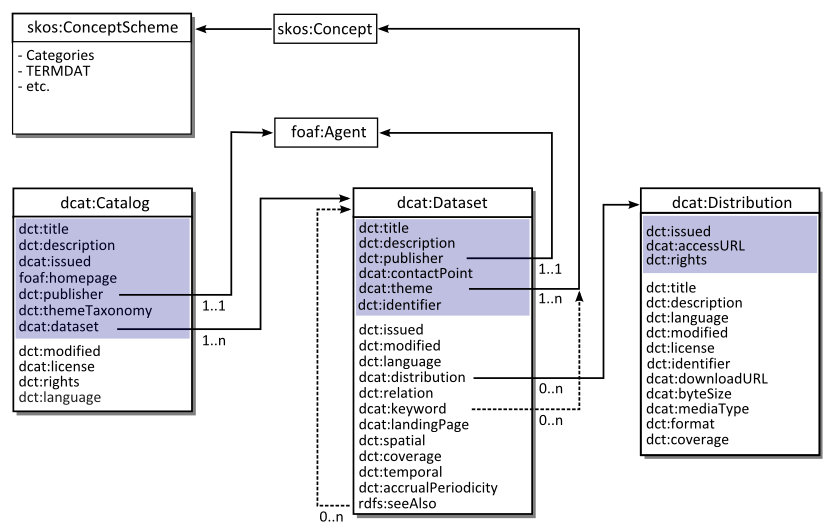 skos:ConceptScheme
- Categories
- TERMDAT
- etc.
skos:Concept
foaf:Agent
dcat:Catalog
dct:title
dct:description
dcat:issued
foaf:homepage
dct:publisher
dct:themeTaxonomy
dcat:dataset
dct:modified
dcat:license
dct:rights
dct:language
1..1
1..n
dcat:Dataset
dct:title
dct:description
dct:publisher
dcat:contactPoint
dcat:theme
dct:identifier
dct:issued
dct:modified
dct:language
dcat:distribution
dct:relation
dcat:keyword
dcat:landingPage
dct:spatial
dct:coverage
dct:temporal
dct:accrualPeriodicity
rdfs:seeAlso
1..1
1..n
0..n
0..n
0..n
dcat:Distribution
dct:issued
dcat:accessURL
dct:rights
dct:title
dct:description
dct:language
dct:modified
dct:license
dct:identifier
dcat:downloadURL
dcat:byteSize
dcat:mediaType
dct:format
dct:coverage